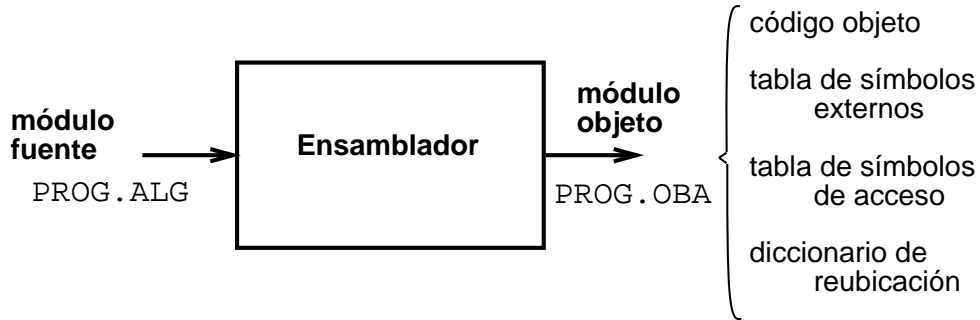 módulo
fuente
PROG.ALG
Ensamblador
módulo
objeto
PROG.OBA
código objeto
tabla de símbolos
externos
tabla de símbolos
de acceso
diccionario de
reubicación